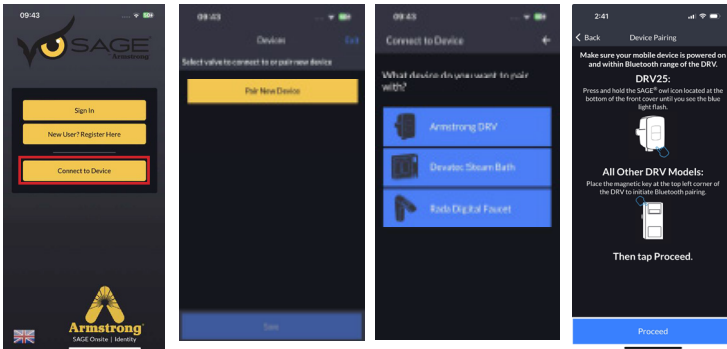 09:43
SAGE
Armstrong
Sign In
New User? Register Here
Connect to Device
Armstrong
SAGE Onsite | Identity
09:43
Devices
Exit
Select valve to connect to or pair new device
Pair New Device
Save
09:43
Connect to Device
What device do you want to pair
with?
Armstrong DRV
Devatec Steam Bath
Rada Digital Faucet
2:41
Back
Device Pairing
Make sure your mobile device is powered on
and within Bluetooth range of the DRV.
DRV25:
Press and hold the SAGE® owl icon located at the
bottom of the front cover until you see the blue
light flash.
All Other DRV Models:
Place the magnetic key at the top left corner of
the DRV to initiate Bluetooth pairing.
Then tap Proceed.
Proceed